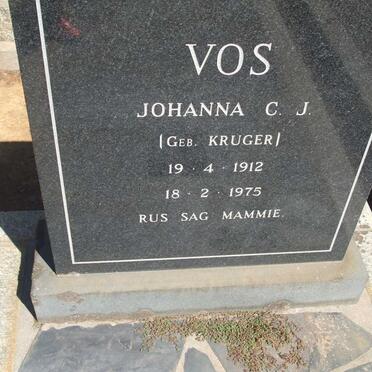 VOS
JOHANNA C. J.
(GEB. KRUGER)
19 · 4 · 1912
18 · 2 · 1975
RUS SAG MAMMIE.